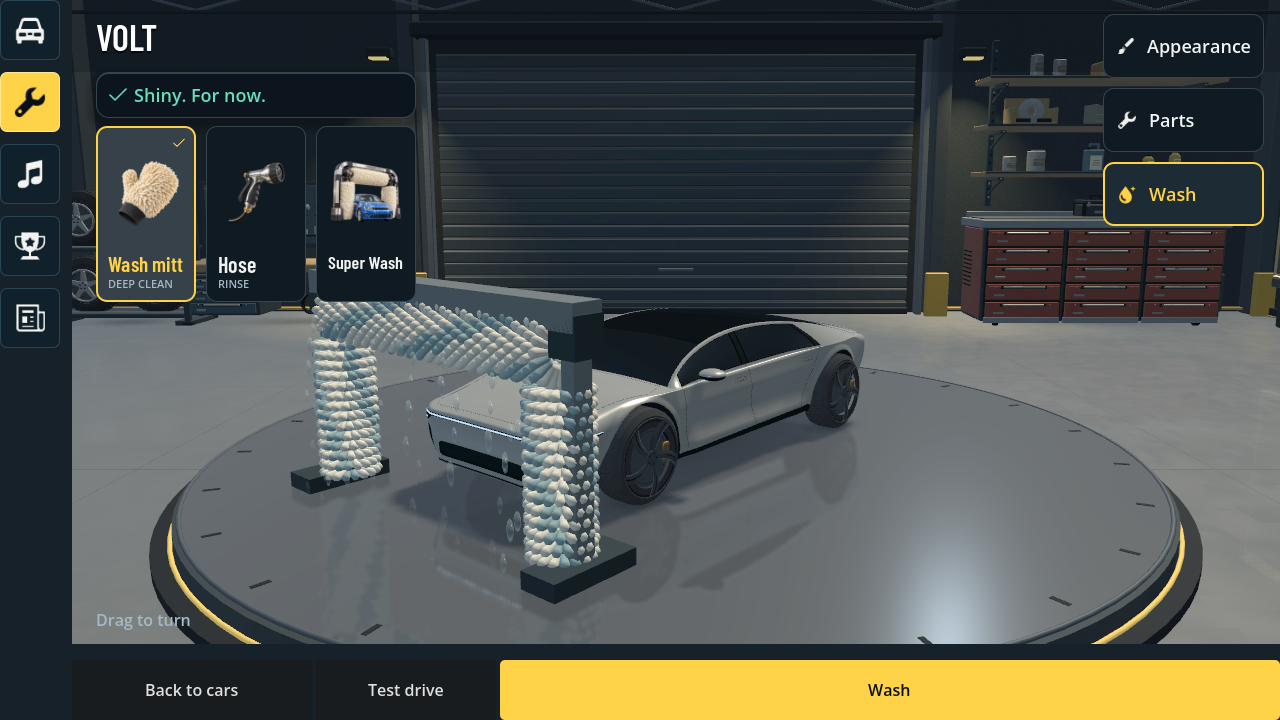 VOLT
Shiny. For now.
Wash mitt
DEEP CLEAN
Hose
RINSE
Super Wash
Appearance
Parts
Wash
Drag to turn
Back to cars
Test drive
Wash